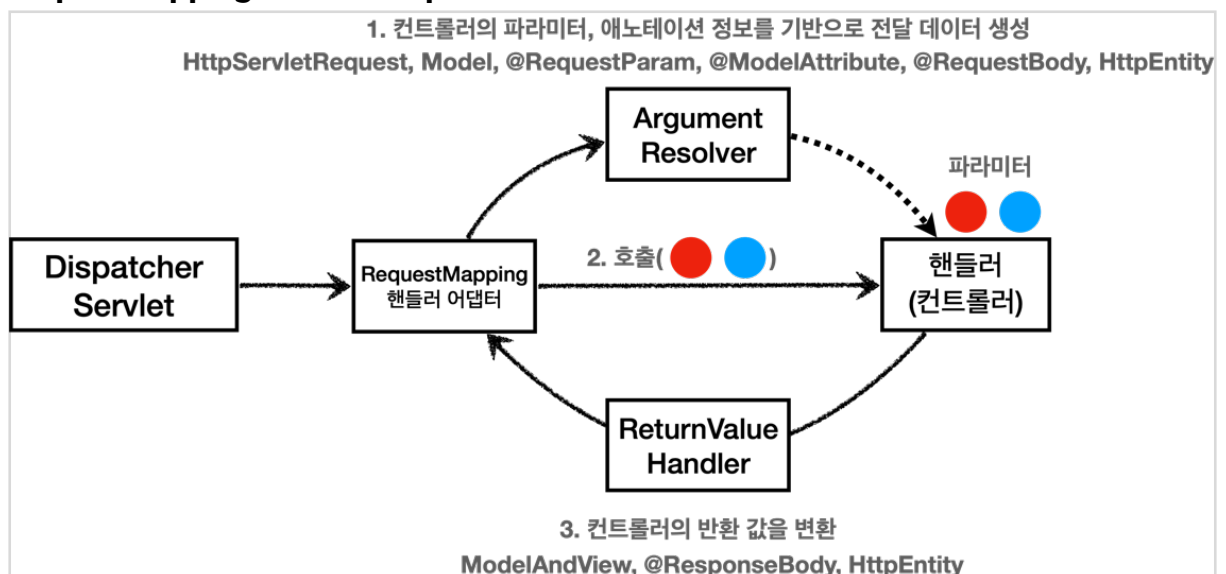 1. 컨트롤러의 파라미터, 애노테이션 정보를 기반으로 전달 데이터 생성
HttpServletRequest, Model, @RequestParam, @ModelAttribute, @RequestBody, HttpEntity
Argument
Resolver
파라미터
Dispatcher
Servlet
RequestMapping
핸들러 어댑터
2. 호출( )
핸들러
(컨트롤러)
ReturnValue
Handler
3. 컨트롤러의 반환 값을 변환
ModelAndView, @ResponseBody, HttpEntity